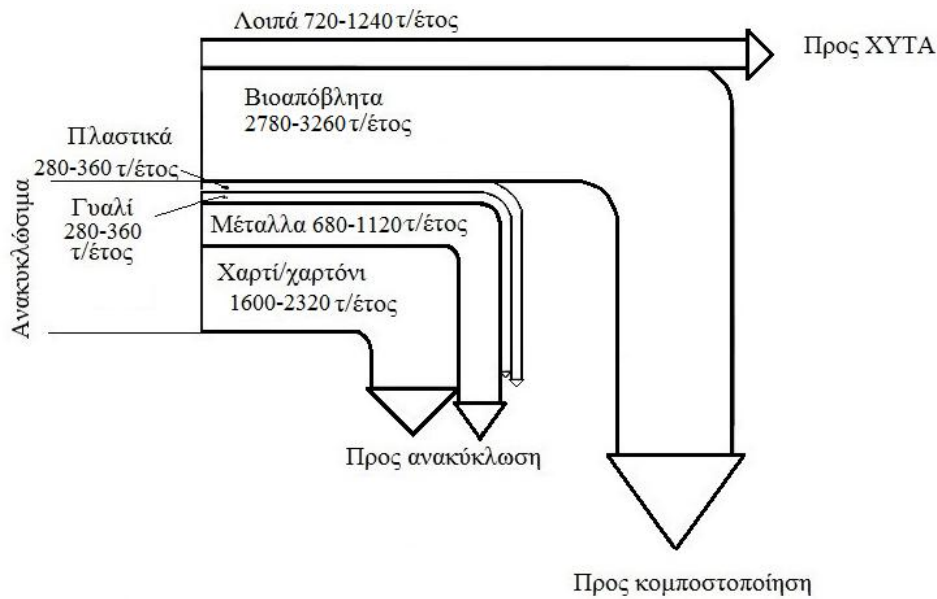 Λοιπά 720-1240 τ/έτος
Προς ΧΥΤΑ
Βιοαπόβλητα
2780-3260 τ/έτος
Πλαστικά
280-360 τ/έτος
Γυαλί
280-360
τ/έτος
Μέταλλα 680-1120 τ/έτος
Χαρτί/χαρτόνι
1600-2320 τ/έτος
Ανακυκλώσιμα
Προς ανακύκλωση
Προς κομποστοποίηση